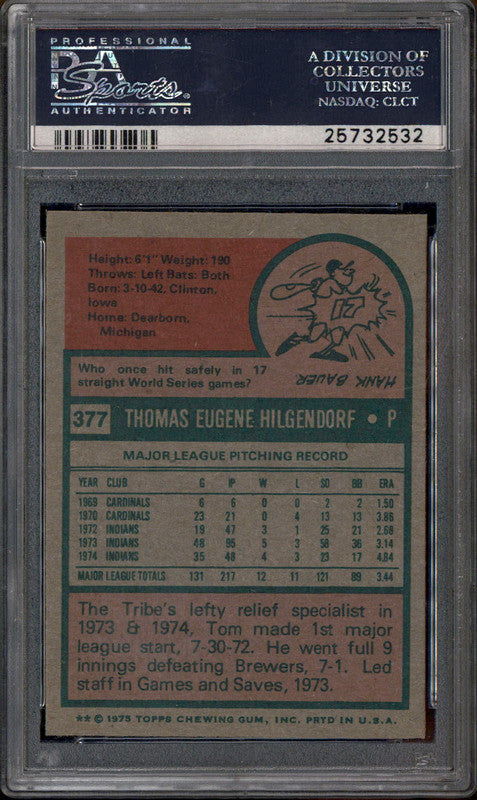 PROFESSIONAL
PSA
Sports
AUTHENTICATOR
A DIVISION OF
COLLECTORS
UNIVERSE
NASDAQ: CLCT
25732532
Height: 6'1" Weight: 190
Throws: Left Bats: Both
Born: 3-10-42, Clinton,
Iowa
Home: Dearborn,
Michigan
17
HANK BAUER
Who once hit safely in 17
straight World Series games?
377 THOMAS EUGENE HILGENDORF • P
MAJOR LEAGUE PITCHING RECORD
YEAR CLUB G IP W L SO BB ERA
1969 CARDINALS 6 6 0 0 2 2 1.50
1970 CARDINALS 23 21 0 4 13 13 3.86
1972 INDIANS 19 47 3 1 25 21 2.68
1973 INDIANS 48 95 5 3 58 36 3.14
1974 INDIANS 35 48 4 3 23 17 4.84
MAJOR LEAGUE TOTALS 131 217 12 11 121 89 3.44
The Tribe's lefty relief specialist in
1973 & 1974, Tom made 1st major
league start, 7-30-72. He went full 9
innings defeating Brewers, 7-1. Led
staff in Games and Saves, 1973.
** © 1975 TOPPS CHEWING GUM, INC. PRTD IN U.S.A.